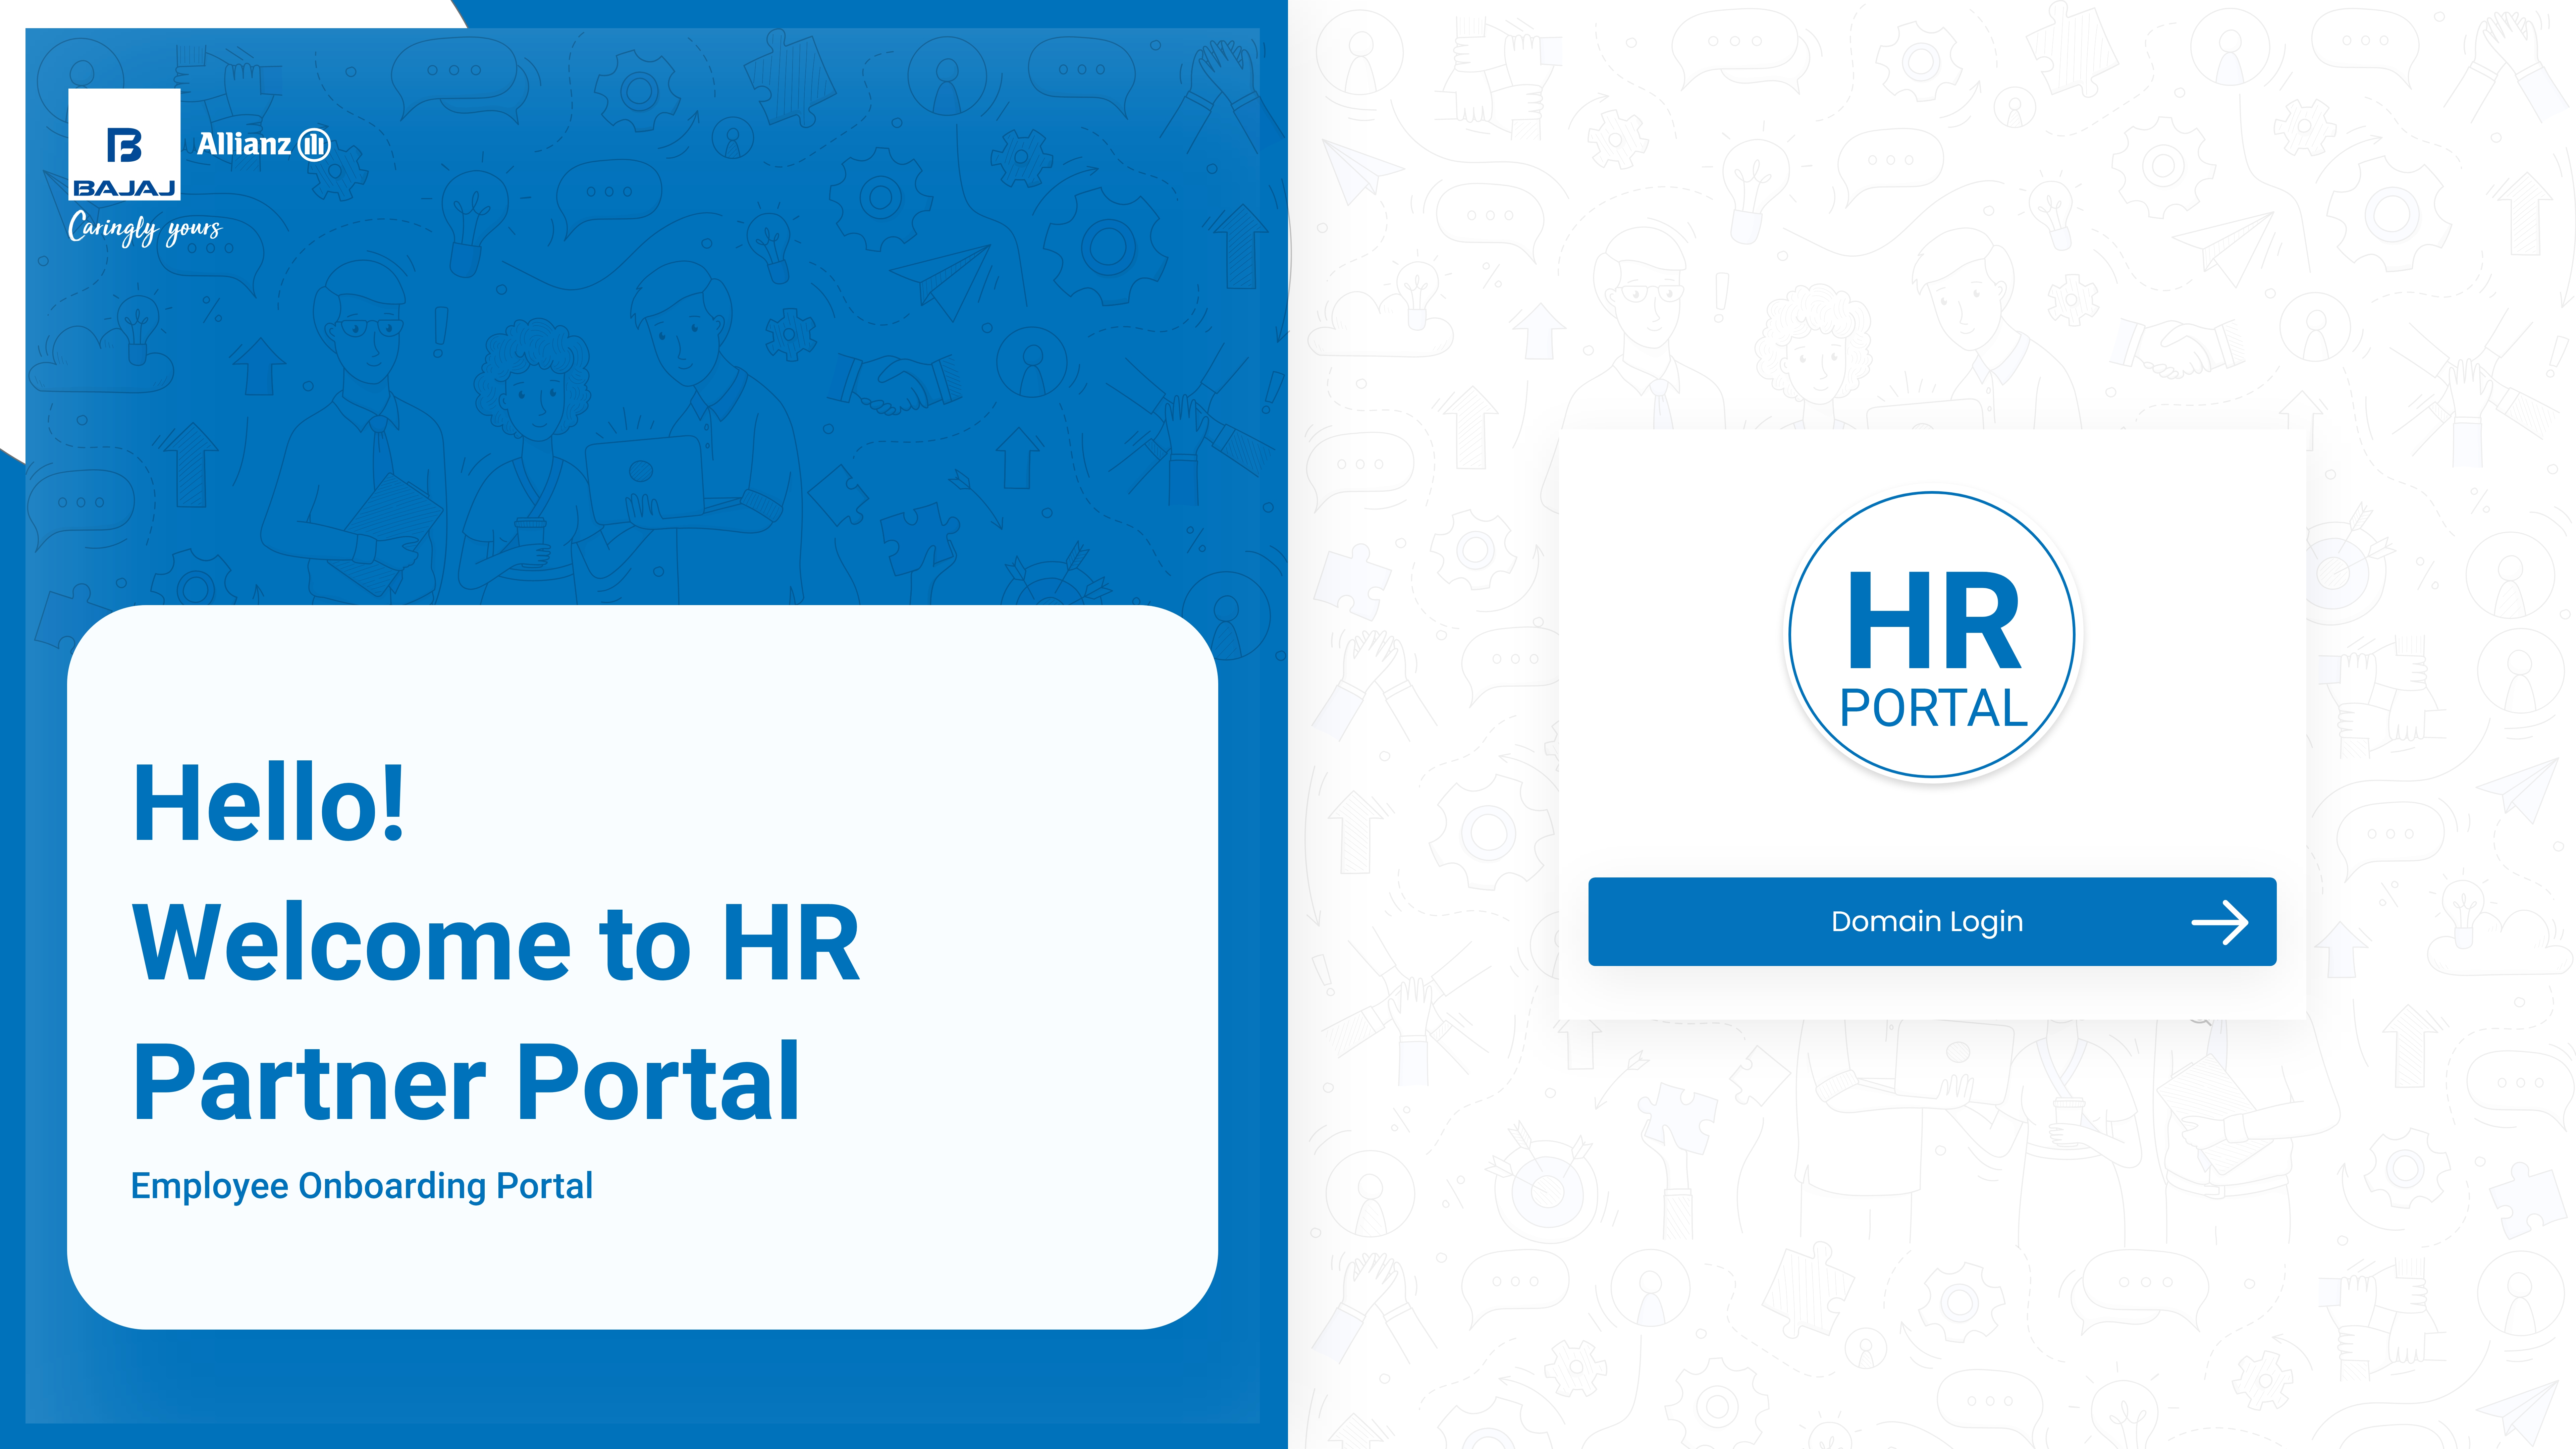 B
BAJAJ
Allianz
Caringly yours
Hello!
Welcome to HR
Partner Portal
Employee Onboarding Portal
HR
PORTAL
Domain Login